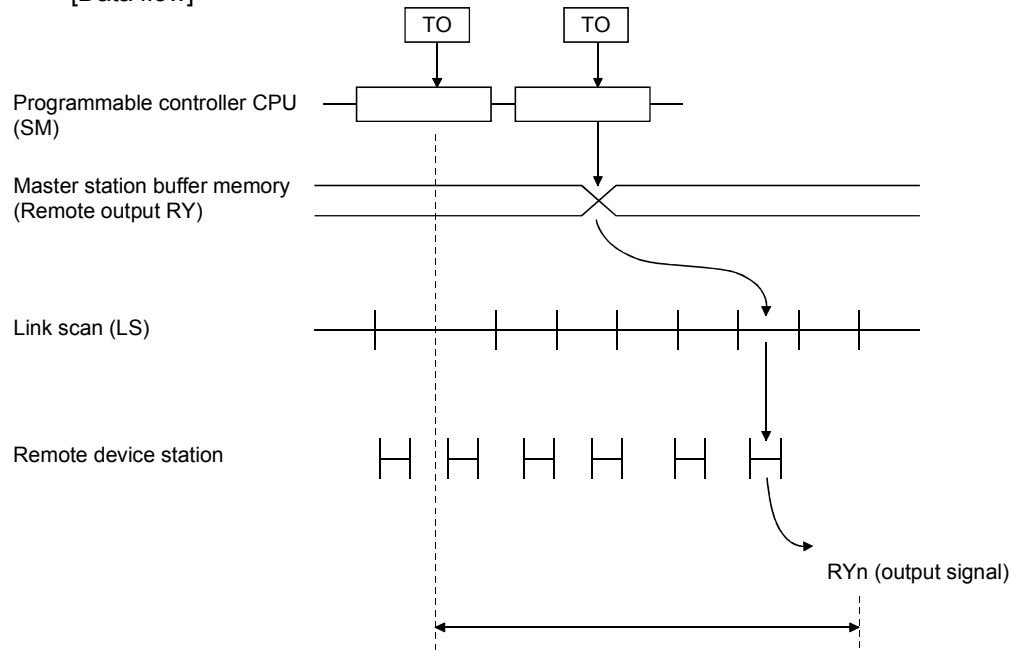 [Data flow]
TO TO
Programmable controller CPU
(SM)
Master station buffer memory
(Remote output RY)
Link scan (LS)
Remote device station
RYn (output signal)